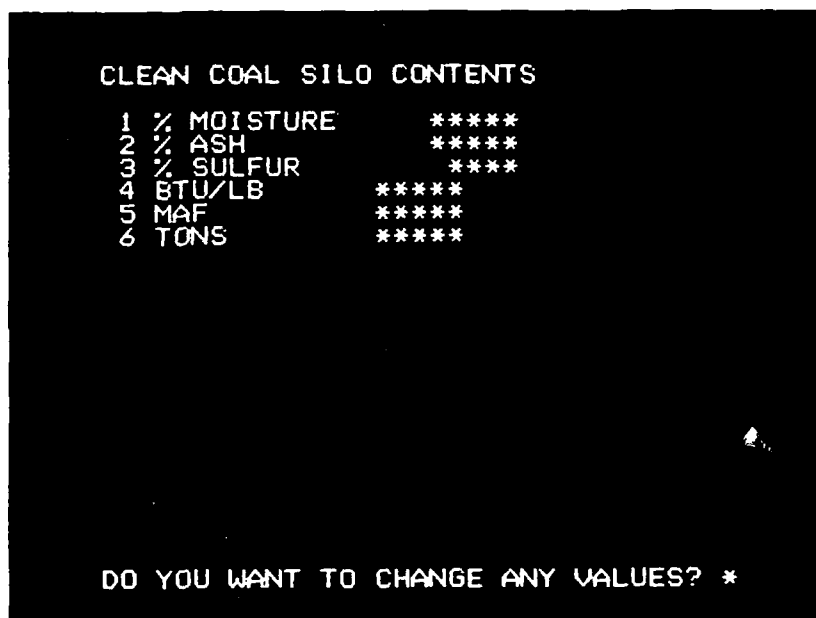 CLEAN COAL SILO CONTENTS
1 % MOISTURE *****
2 % ASH *****
3 % SULFUR ****
4 BTU/LB *****
5 MAF *****
6 TONS *****
DO YOU WANT TO CHANGE ANY VALUES? *